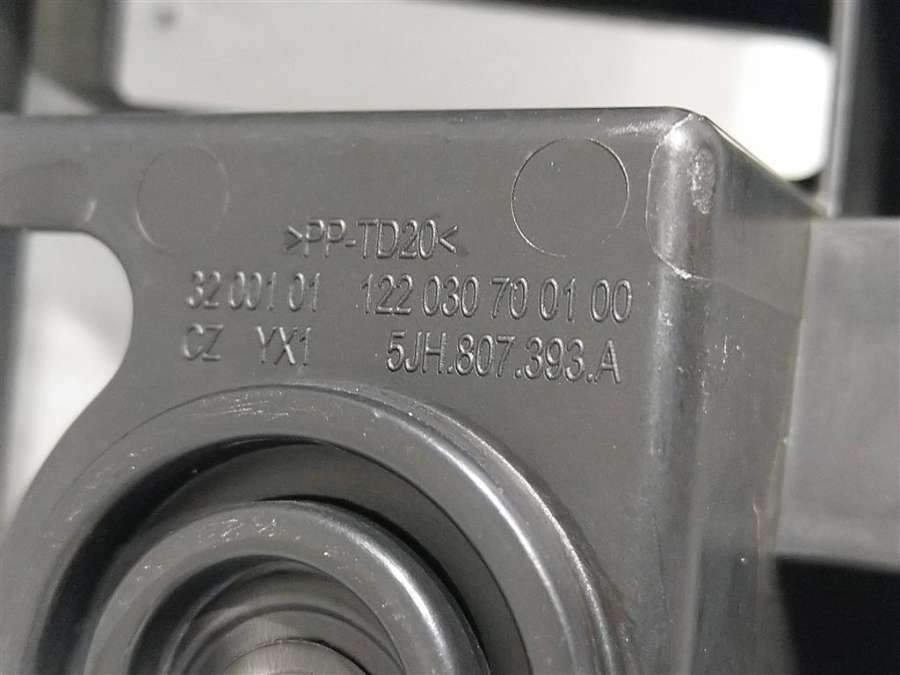 >PP-TD20<
32 001 01 122 030 70 01 00
CZ YX1 5JH.807.393.A